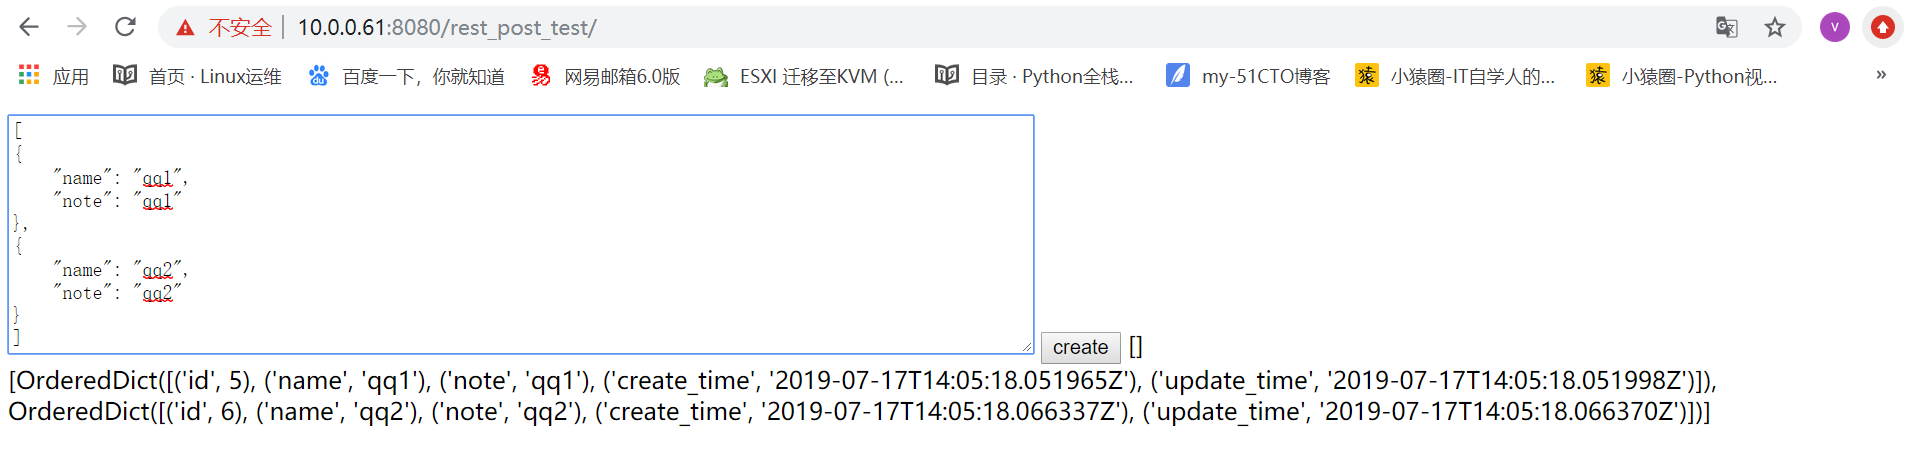 不安全 10.0.0.61:8080/rest_post_test/ v
应用 首页 · Linux运维 百度一下，你就知道 网易邮箱6.0版 ESXI 迁移至KVM (... 目录 · Python全栈... my-51CTO博客 猿 小猿圈-IT自学人的... 猿 小猿圈-Python视... »
[
{
    "name": "qq1",
    "note": "qq1"
},
{
    "name": "qq2",
    "note": "qq2"
}
]
create []
[OrderedDict([('id', 5), ('name', 'qq1'), ('note', 'qq1'), ('create_time', '2019-07-17T14:05:18.051965Z'), ('update_time', '2019-07-17T14:05:18.051998Z')]),
OrderedDict([('id', 6), ('name', 'qq2'), ('note', 'qq2'), ('create_time', '2019-07-17T14:05:18.066337Z'), ('update_time', '2019-07-17T14:05:18.066370Z')])]